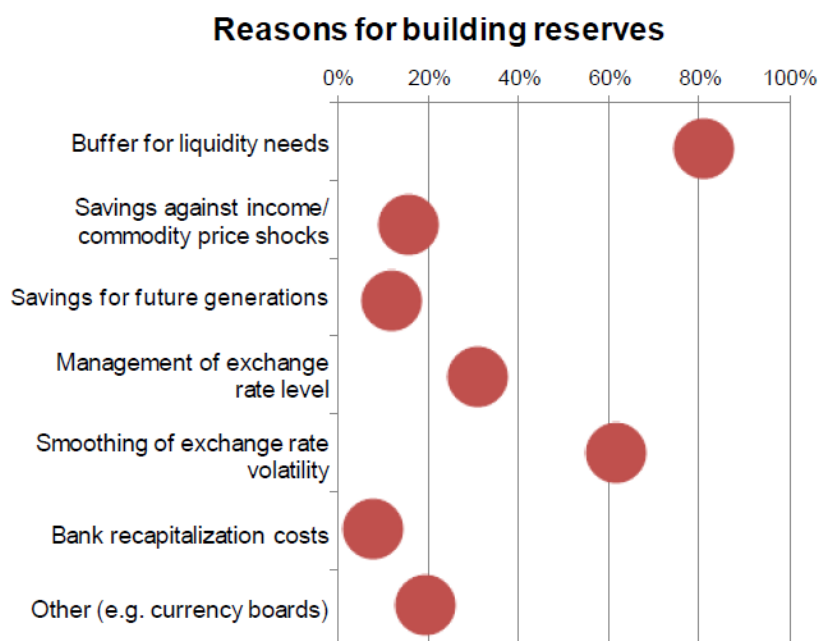 Reasons for building reserves
0% 20% 40% 60% 80% 100%
Buffer for liquidity needs
Savings against income/
commodity price shocks
Savings for future generations
Management of exchange
rate level
Smoothing of exchange rate
volatility
Bank recapitalization costs
Other (e.g. currency boards)